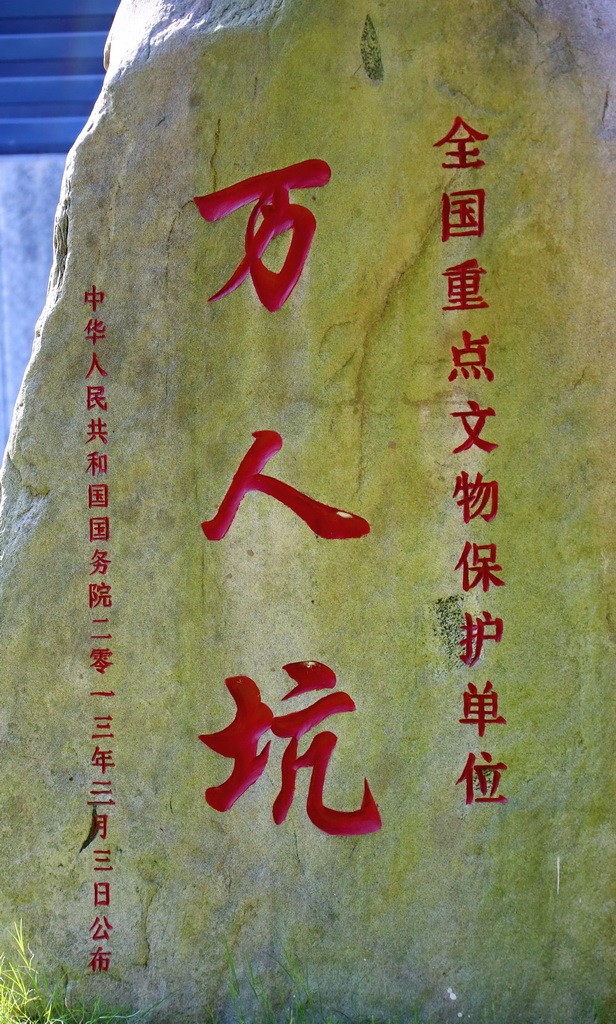 全国重点文物保护单位
万人坑
中华人民共和国国务院二零一三年三月三日公布